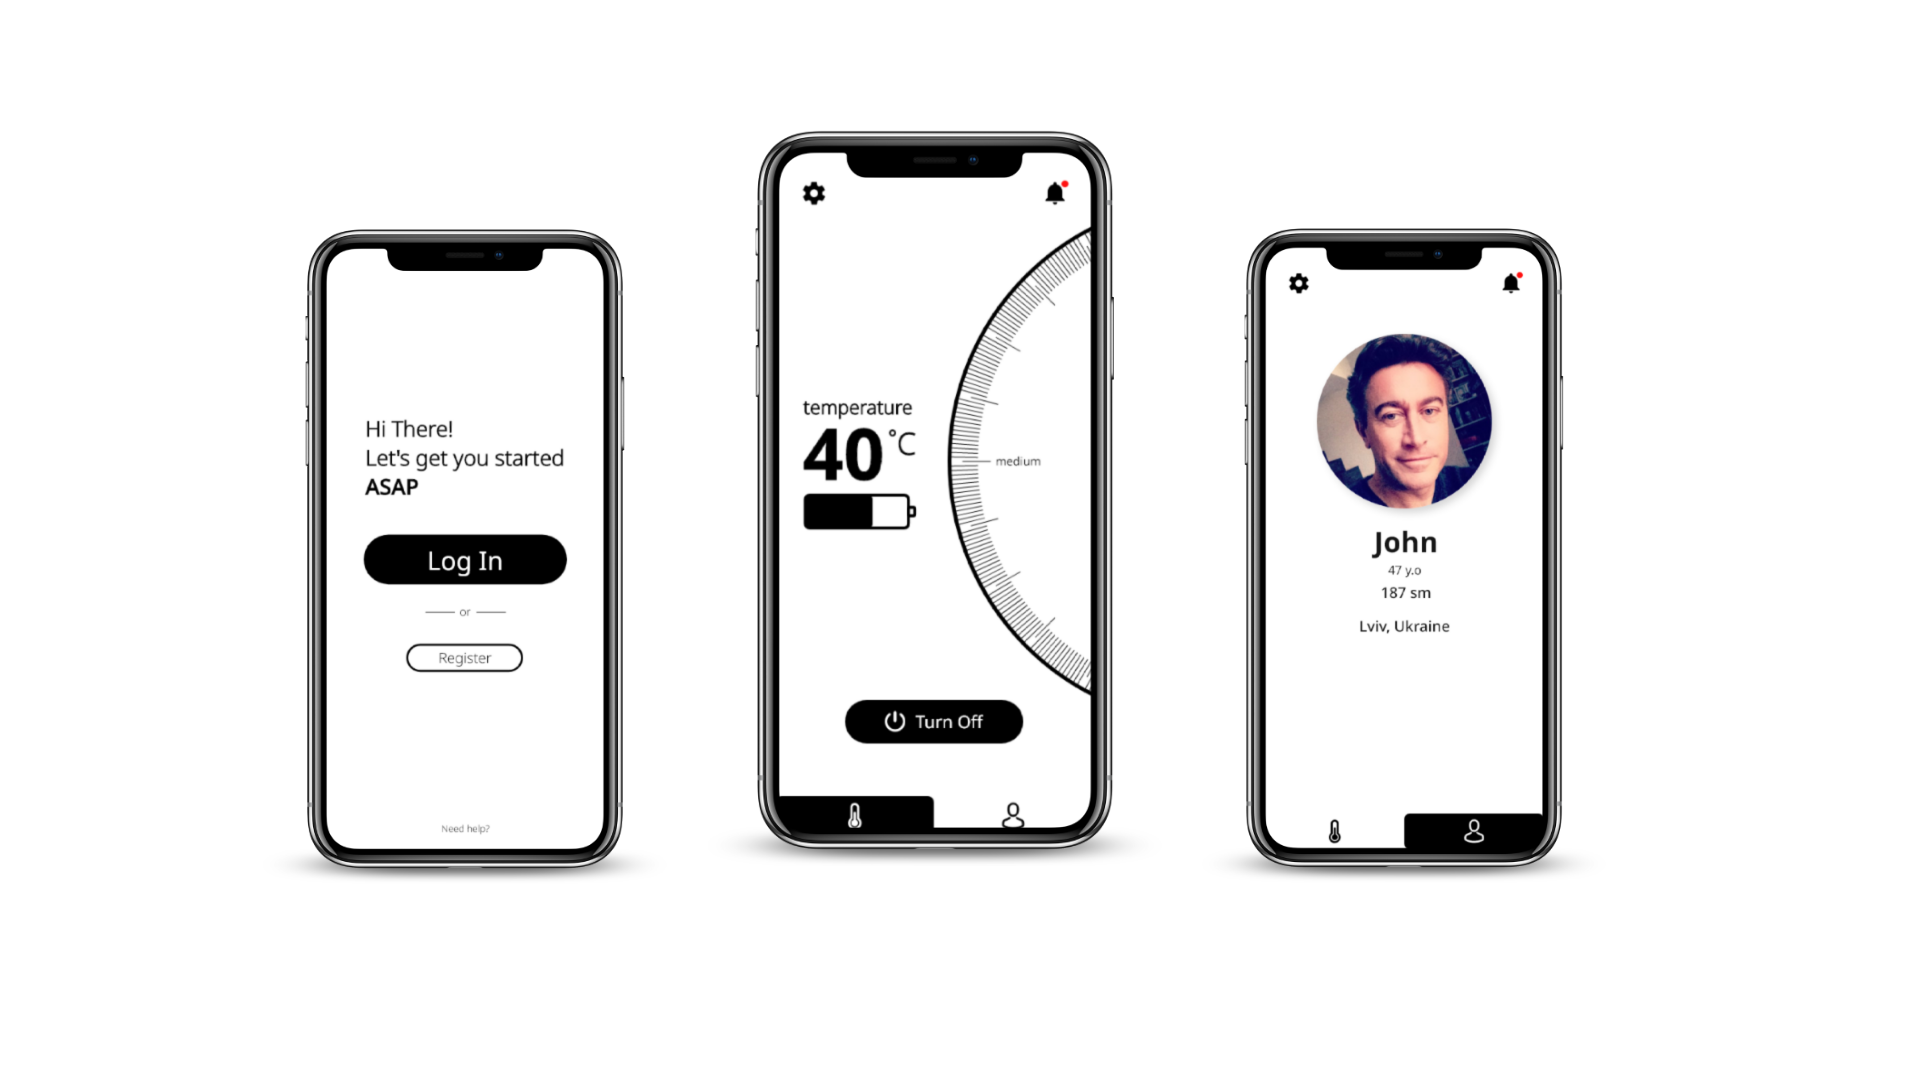 Hi There!
Let's get you started
ASAP
Log In
or
Register
Need help?
temperature
40 °C
medium
Turn Off
John
47 y.o
187 sm
Lviv, Ukraine